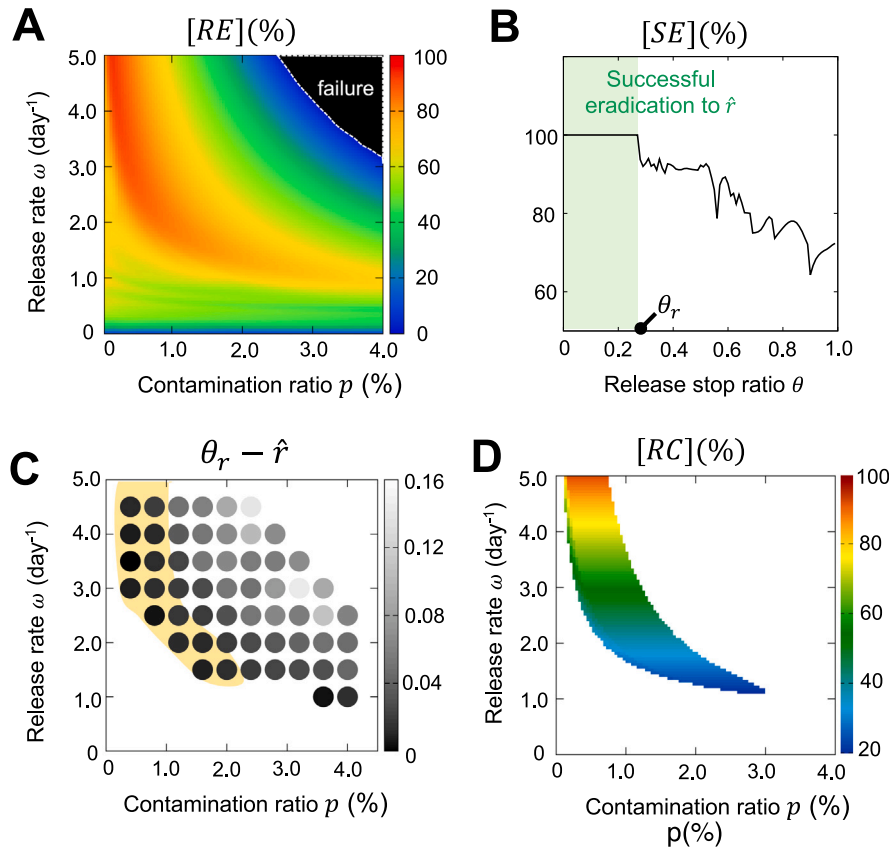 A
[RE](%)
5.0
4.0
3.0
2.0
1.0
0
Release rate ω (day-1)
failure
100
80
60
40
20
0
0
1.0
2.0
3.0
4.0
Contamination ratio p (%)
B
[SE](%)
Successful
eradication to r̂
100
80
60
θr
0
0.2
0.4
0.6
0.8
1.0
Release stop ratio θ
C
θr − r̂
5.0
4.0
3.0
2.0
1.0
0
Release rate ω (day-1)
0.16
0.12
0.08
0.04
0
0
1.0
2.0
3.0
4.0
Contamination ratio p (%)
D
[RC](%)
5.0
4.0
3.0
2.0
1.0
0
Release rate ω (day-1)
100
80
60
40
20
0
1.0
2.0
3.0
4.0
Contamination ratio p (%)
p(%)